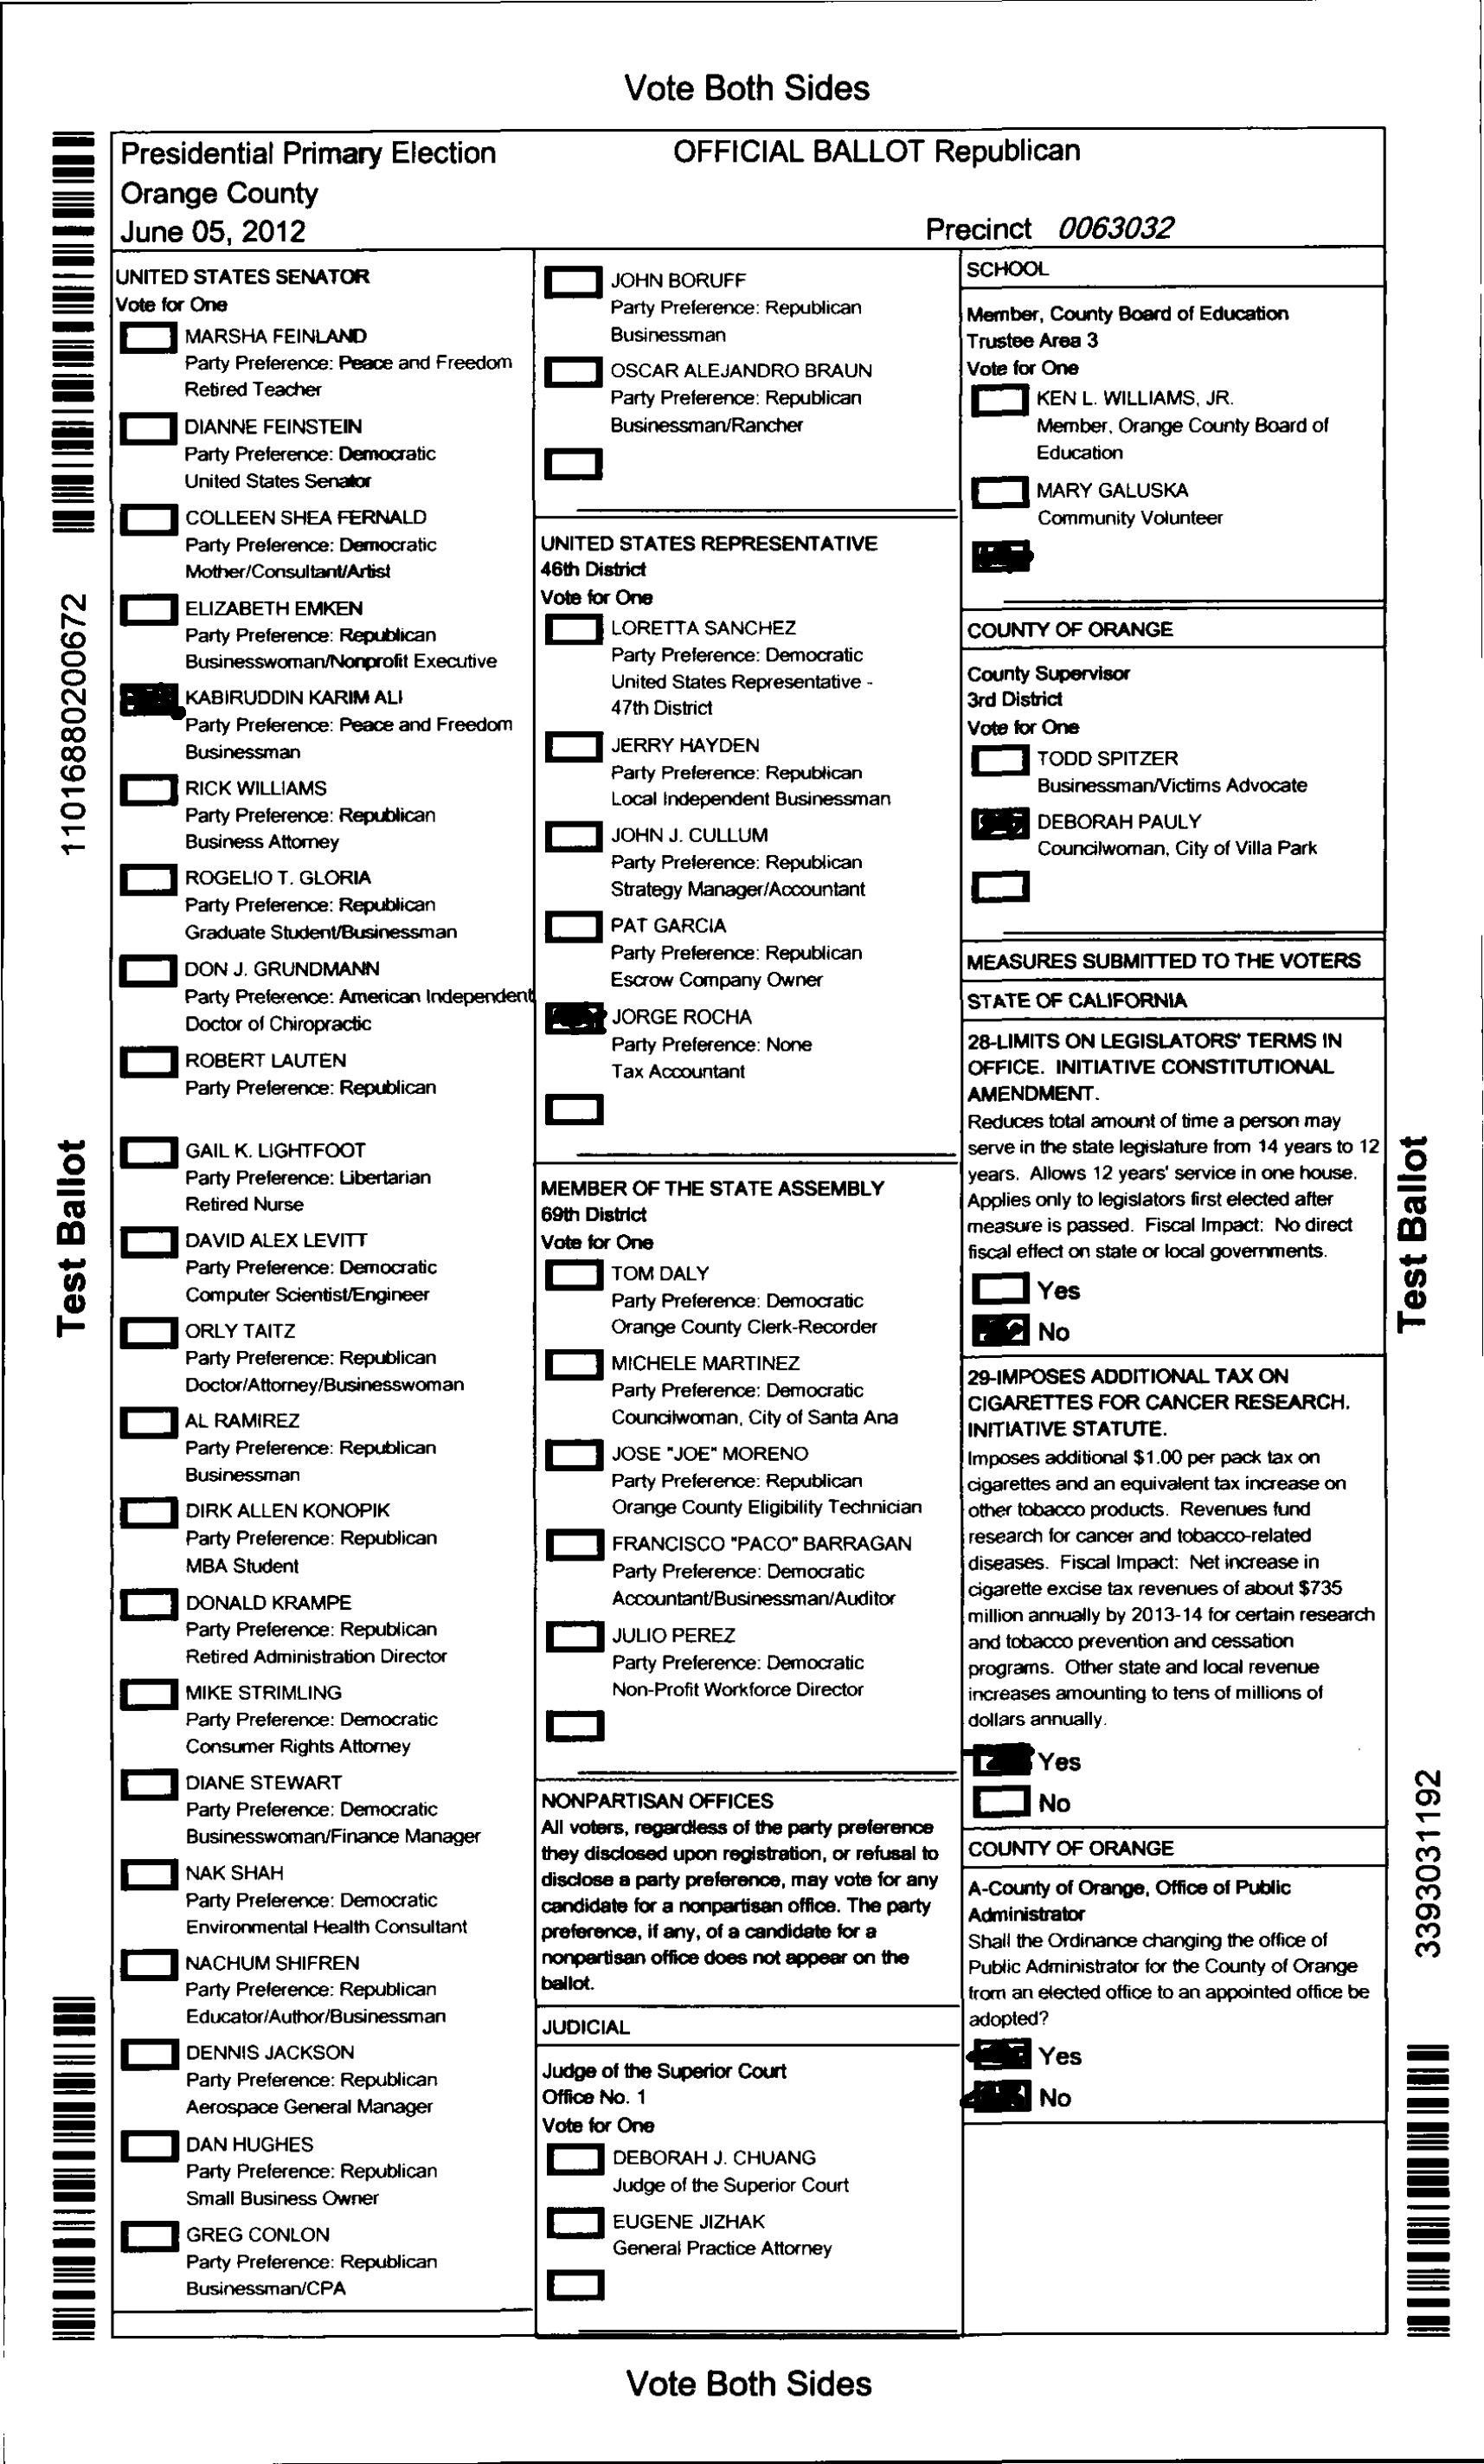 Vote Both Sides
Presidential Primary Election
Orange County
June 05, 2012
OFFICIAL BALLOT Republican
Precinct 0063032
11016880200672
Test Ballot
UNITED STATES SENATOR
Vote for One
MARSHA FEINLAND
Party Preference: Peace and Freedom
Retired Teacher
DIANNE FEINSTEIN
Party Preference: Democratic
United States Senator
COLLEEN SHEA FERNALD
Party Preference: Democratic
Mother/Consultant/Artist
ELIZABETH EMKEN
Party Preference: Republican
Businesswoman/Nonprofit Executive
KABIRUDDIN KARIM ALI
Party Preference: Peace and Freedom
Businessman
RICK WILLIAMS
Party Preference: Republican
Business Attorney
ROGELIO T. GLORIA
Party Preference: Republican
Graduate Student/Businessman
DON J. GRUNDMANN
Party Preference: American Independent
Doctor of Chiropractic
ROBERT LAUTEN
Party Preference: Republican
GAIL K. LIGHTFOOT
Party Preference: Libertarian
Retired Nurse
DAVID ALEX LEVITT
Party Preference: Democratic
Computer Scientist/Engineer
ORLY TAITZ
Party Preference: Republican
Doctor/Attorney/Businesswoman
AL RAMIREZ
Party Preference: Republican
Businessman
DIRK ALLEN KONOPIK
Party Preference: Republican
MBA Student
DONALD KRAMPE
Party Preference: Republican
Retired Administration Director
MIKE STRIMLING
Party Preference: Democratic
Consumer Rights Attorney
DIANE STEWART
Party Preference: Democratic
Businesswoman/Finance Manager
NAK SHAH
Party Preference: Democratic
Environmental Health Consultant
NACHUM SHIFREN
Party Preference: Republican
Educator/Author/Businessman
DENNIS JACKSON
Party Preference: Republican
Aerospace General Manager
DAN HUGHES
Party Preference: Republican
Small Business Owner
GREG CONLON
Party Preference: Republican
Businessman/CPA
JOHN BORUFF
Party Preference: Republican
Businessman
OSCAR ALEJANDRO BRAUN
Party Preference: Republican
Businessman/Rancher
UNITED STATES REPRESENTATIVE
46th District
Vote for One
LORETTA SANCHEZ
Party Preference: Democratic
United States Representative -
47th District
JERRY HAYDEN
Party Preference: Republican
Local Independent Businessman
JOHN J. CULLUM
Party Preference: Republican
Strategy Manager/Accountant
PAT GARCIA
Party Preference: Republican
Escrow Company Owner
JORGE ROCHA
Party Preference: None
Tax Accountant
MEMBER OF THE STATE ASSEMBLY
69th District
Vote for One
TOM DALY
Party Preference: Democratic
Orange County Clerk-Recorder
MICHELE MARTINEZ
Party Preference: Democratic
Councilwoman, City of Santa Ana
JOSE "JOE" MORENO
Party Preference: Republican
Orange County Eligibility Technician
FRANCISCO "PACO" BARRAGAN
Party Preference: Democratic
Accountant/Businessman/Auditor
JULIO PEREZ
Party Preference: Democratic
Non-Profit Workforce Director
NONPARTISAN OFFICES
All voters, regardless of the party preference
they disclosed upon registration, or refusal to
disclose a party preference, may vote for any
candidate for a nonpartisan office. The party
preference, if any, of a candidate for a
nonpartisan office does not appear on the
ballot.
JUDICIAL
Judge of the Superior Court
Office No. 1
Vote for One
DEBORAH J. CHUANG
Judge of the Superior Court
EUGENE JIZHAK
General Practice Attorney
SCHOOL
Member, County Board of Education
Trustee Area 3
Vote for One
KEN L. WILLIAMS, JR.
Member, Orange County Board of
Education
MARY GALUSKA
Community Volunteer
COUNTY OF ORANGE
County Supervisor
3rd District
Vote for One
TODD SPITZER
Businessman/Victims Advocate
DEBORAH PAULY
Councilwoman, City of Villa Park
MEASURES SUBMITTED TO THE VOTERS
STATE OF CALIFORNIA
28-LIMITS ON LEGISLATORS' TERMS IN
OFFICE. INITIATIVE CONSTITUTIONAL
AMENDMENT.
Reduces total amount of time a person may
serve in the state legislature from 14 years to 12
years. Allows 12 years' service in one house.
Applies only to legislators first elected after
measure is passed. Fiscal Impact: No direct
fiscal effect on state or local governments.
Yes
No
29-IMPOSES ADDITIONAL TAX ON
CIGARETTES FOR CANCER RESEARCH.
INITIATIVE STATUTE.
Imposes additional $1.00 per pack tax on
cigarettes and an equivalent tax increase on
other tobacco products. Revenues fund
research for cancer and tobacco-related
diseases. Fiscal Impact: Net increase in
cigarette excise tax revenues of about $735
million annually by 2013-14 for certain research
and tobacco prevention and cessation
programs. Other state and local revenue
increases amounting to tens of millions of
dollars annually.
Yes
No
COUNTY OF ORANGE
A-County of Orange, Office of Public
Administrator
Shall the Ordinance changing the office of
Public Administrator for the County of Orange
from an elected office to an appointed office be
adopted?
Yes
No
Test Ballot
3393031192
Vote Both Sides